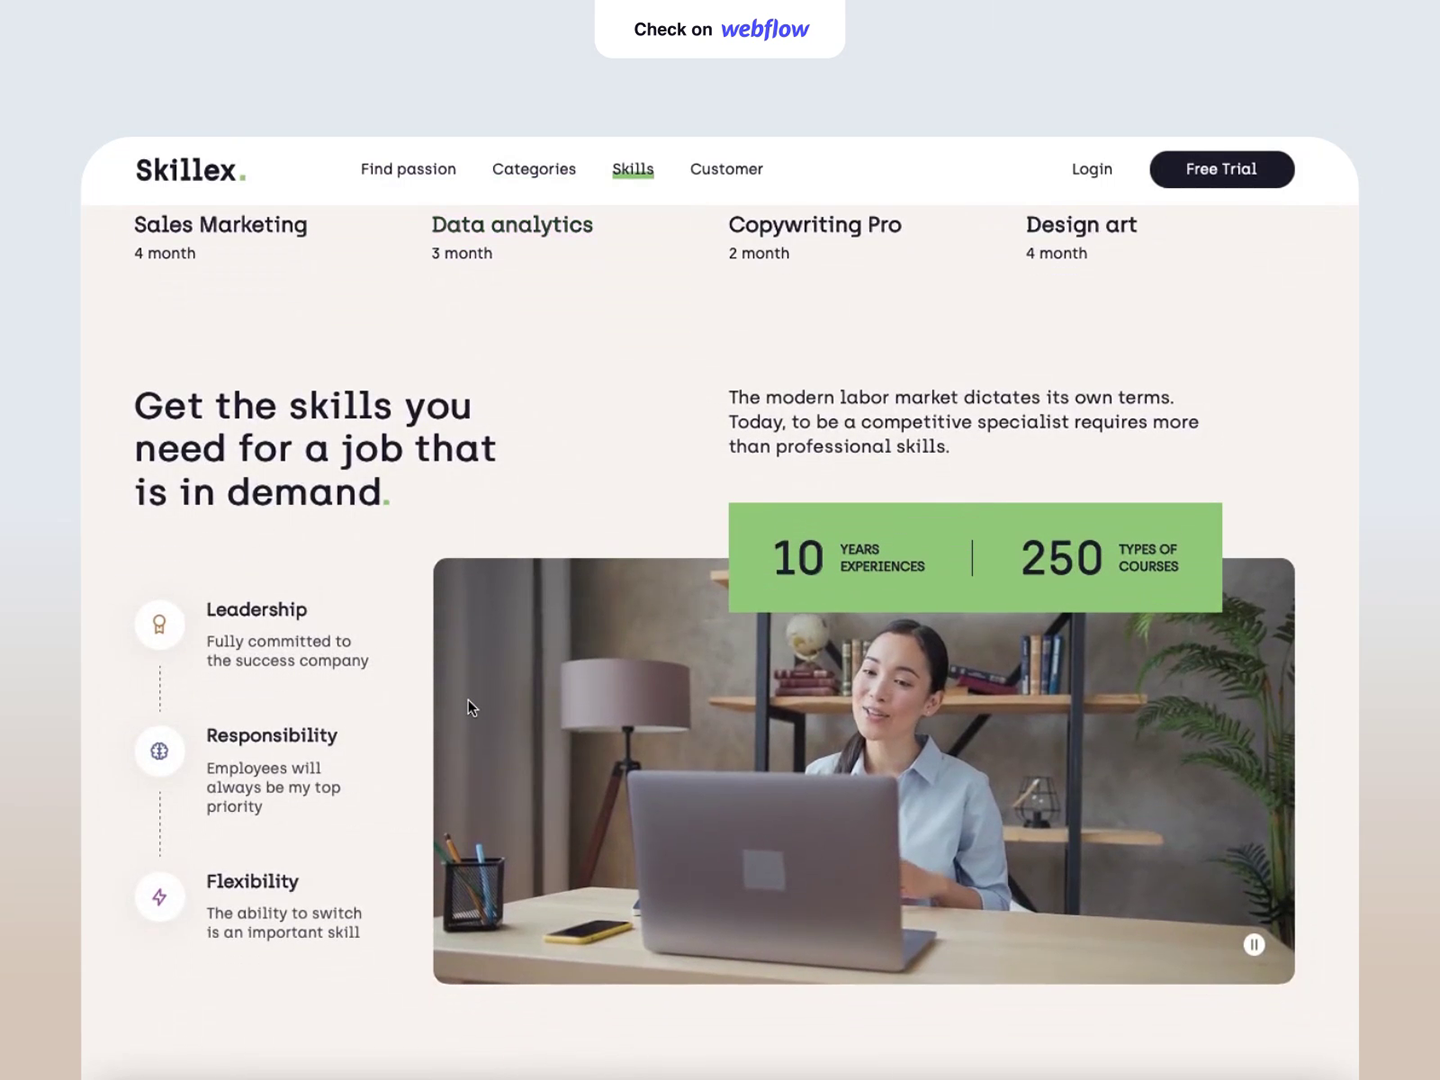 Check on webflow
Skillex.
Find passion
Categories
Skills
Customer
Login
Free Trial
Sales Marketing
4 month
Data analytics
3 month
Copywriting Pro
2 month
Design art
4 month
Get the skills you
need for a job that
is in demand.
The modern labor market dictates its own terms.
Today, to be a competitive specialist requires more
than professional skills.
10
YEARS
EXPERIENCES
250
TYPES OF
COURSES
Leadership
Fully committed to
the success company
Responsibility
Employees will
always be my top
priority
Flexibility
The ability to switch
is an important skill